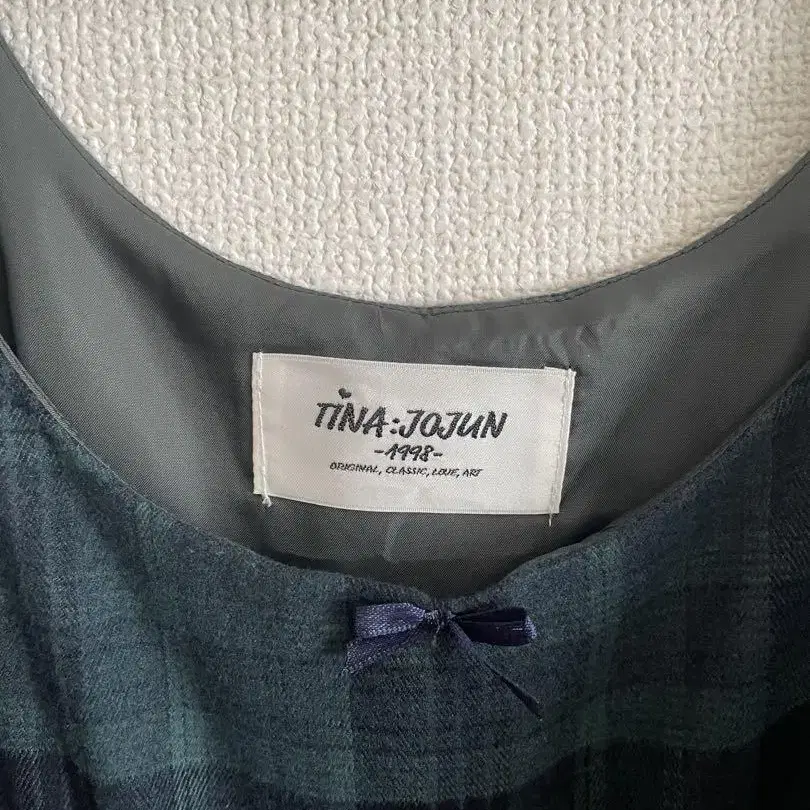 TINA:JOJUN
-1998-
ORIGINAL, CLASSIC, LOVE, ART